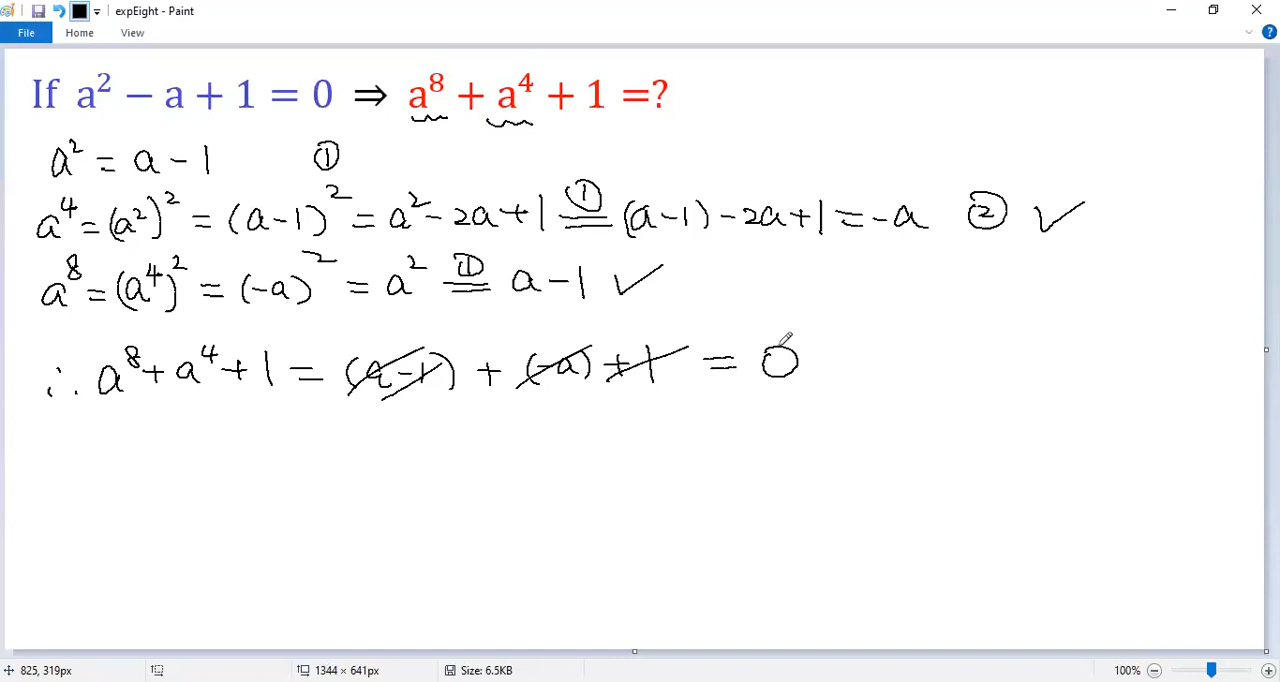 expEight - Paint
File Home View
If a² − a + 1 = 0 ⇒ a⁸ + a⁴ + 1 =?
a² = a - 1 ①
a⁴ = (a²)² = (a-1)² = a² - 2a + 1 ①= (a-1) - 2a + 1 = -a ② ✓
a⁸ = (a⁴)² = (-a)² = a² ①= a - 1 ✓
∴ a⁸ + a⁴ + 1 = (a-1) + (-a) + 1 = 0
825, 319px 1344 × 641px Size: 6.5KB 100%